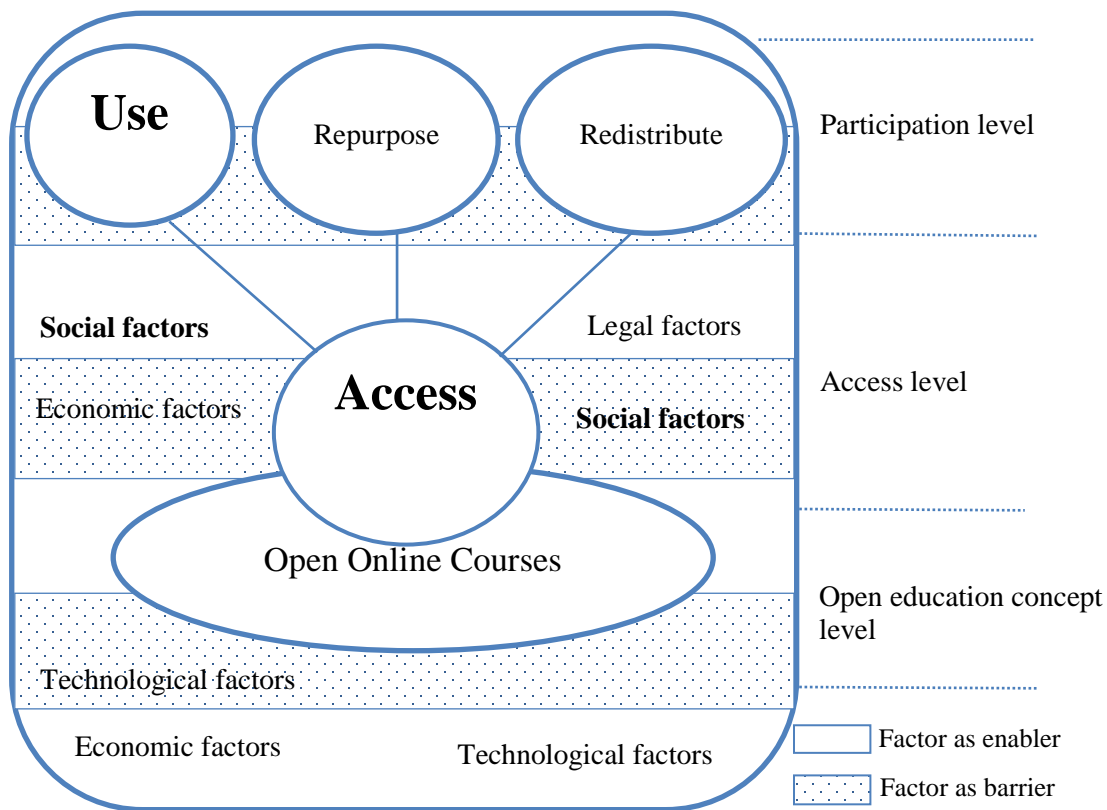 Use
Repurpose
Redistribute
Participation level
Social factors
Legal factors
Access
Access level
Economic factors
Social factors
Open Online Courses
Open education concept
level
Technological factors
Economic factors
Technological factors
Factor as enabler
Factor as barrier